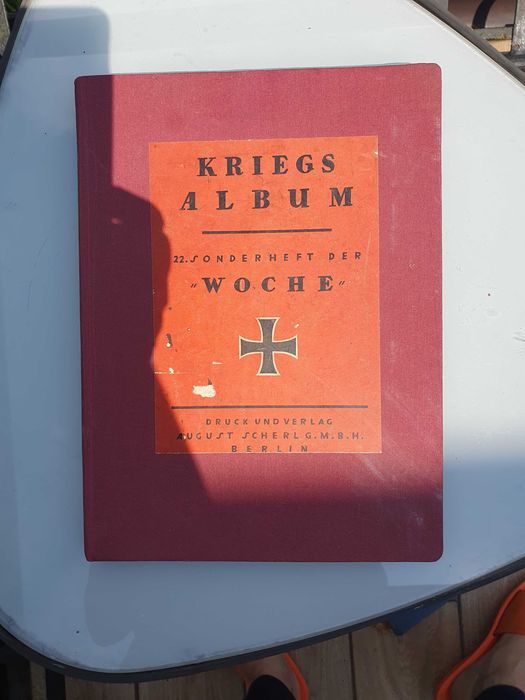 KRIEGS
ALBUM
22. SONDERHEFT DER
"WOCHE"
DRUCK UND VERLAG
AUGUST SCHERL G.M.B.H.
BERLIN